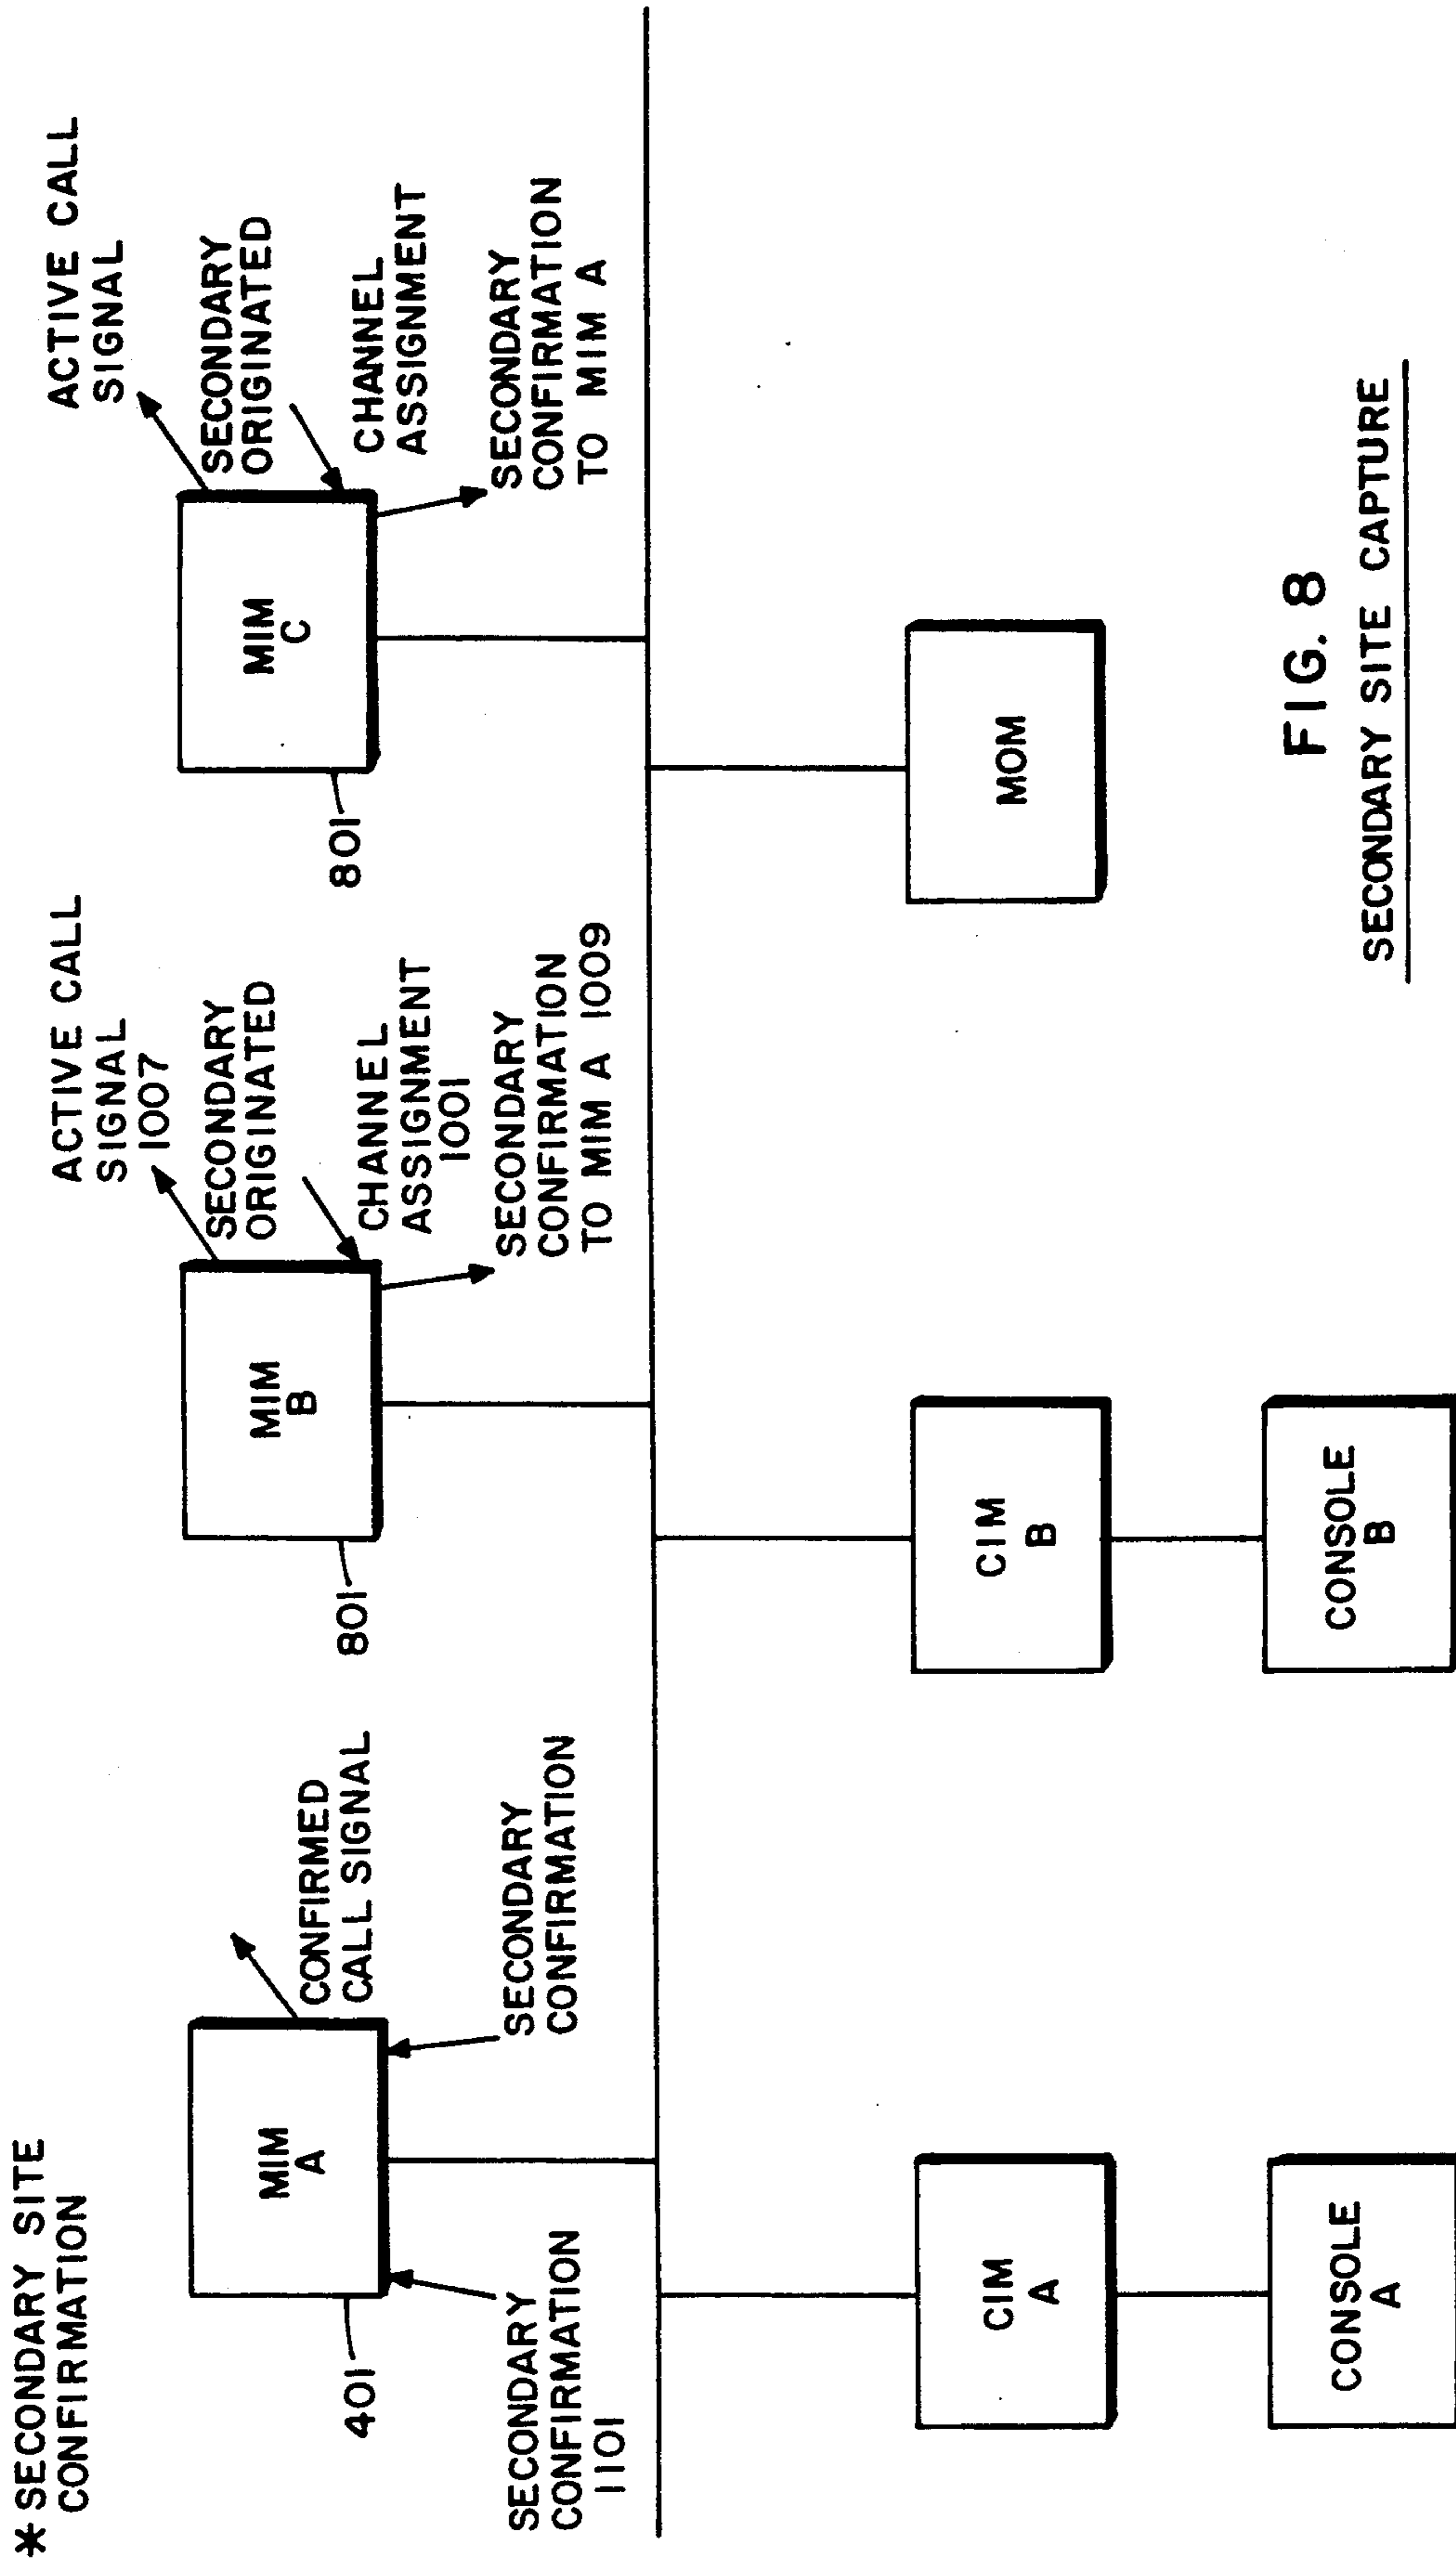 * SECONDARY SITE
CONFIRMATION
401
MIM
A
CONFIRMED
CALL SIGNAL
SECONDARY
CONFIRMATION
1101
SECONDARY
CONFIRMATION
801
MIM
B
ACTIVE CALL
SIGNAL
1007
SECONDARY
ORIGINATED
CHANNEL
ASSIGNMENT
1001
SECONDARY
CONFIRMATION
TO MIM A 1009
801
MIM
C
ACTIVE CALL
SIGNAL
SECONDARY
ORIGINATED
CHANNEL
ASSIGNMENT
SECONDARY
CONFIRMATION
TO MIM A
CIM
A
CONSOLE
A
CIM
B
CONSOLE
B
MOM
FIG. 8
SECONDARY SITE CAPTURE